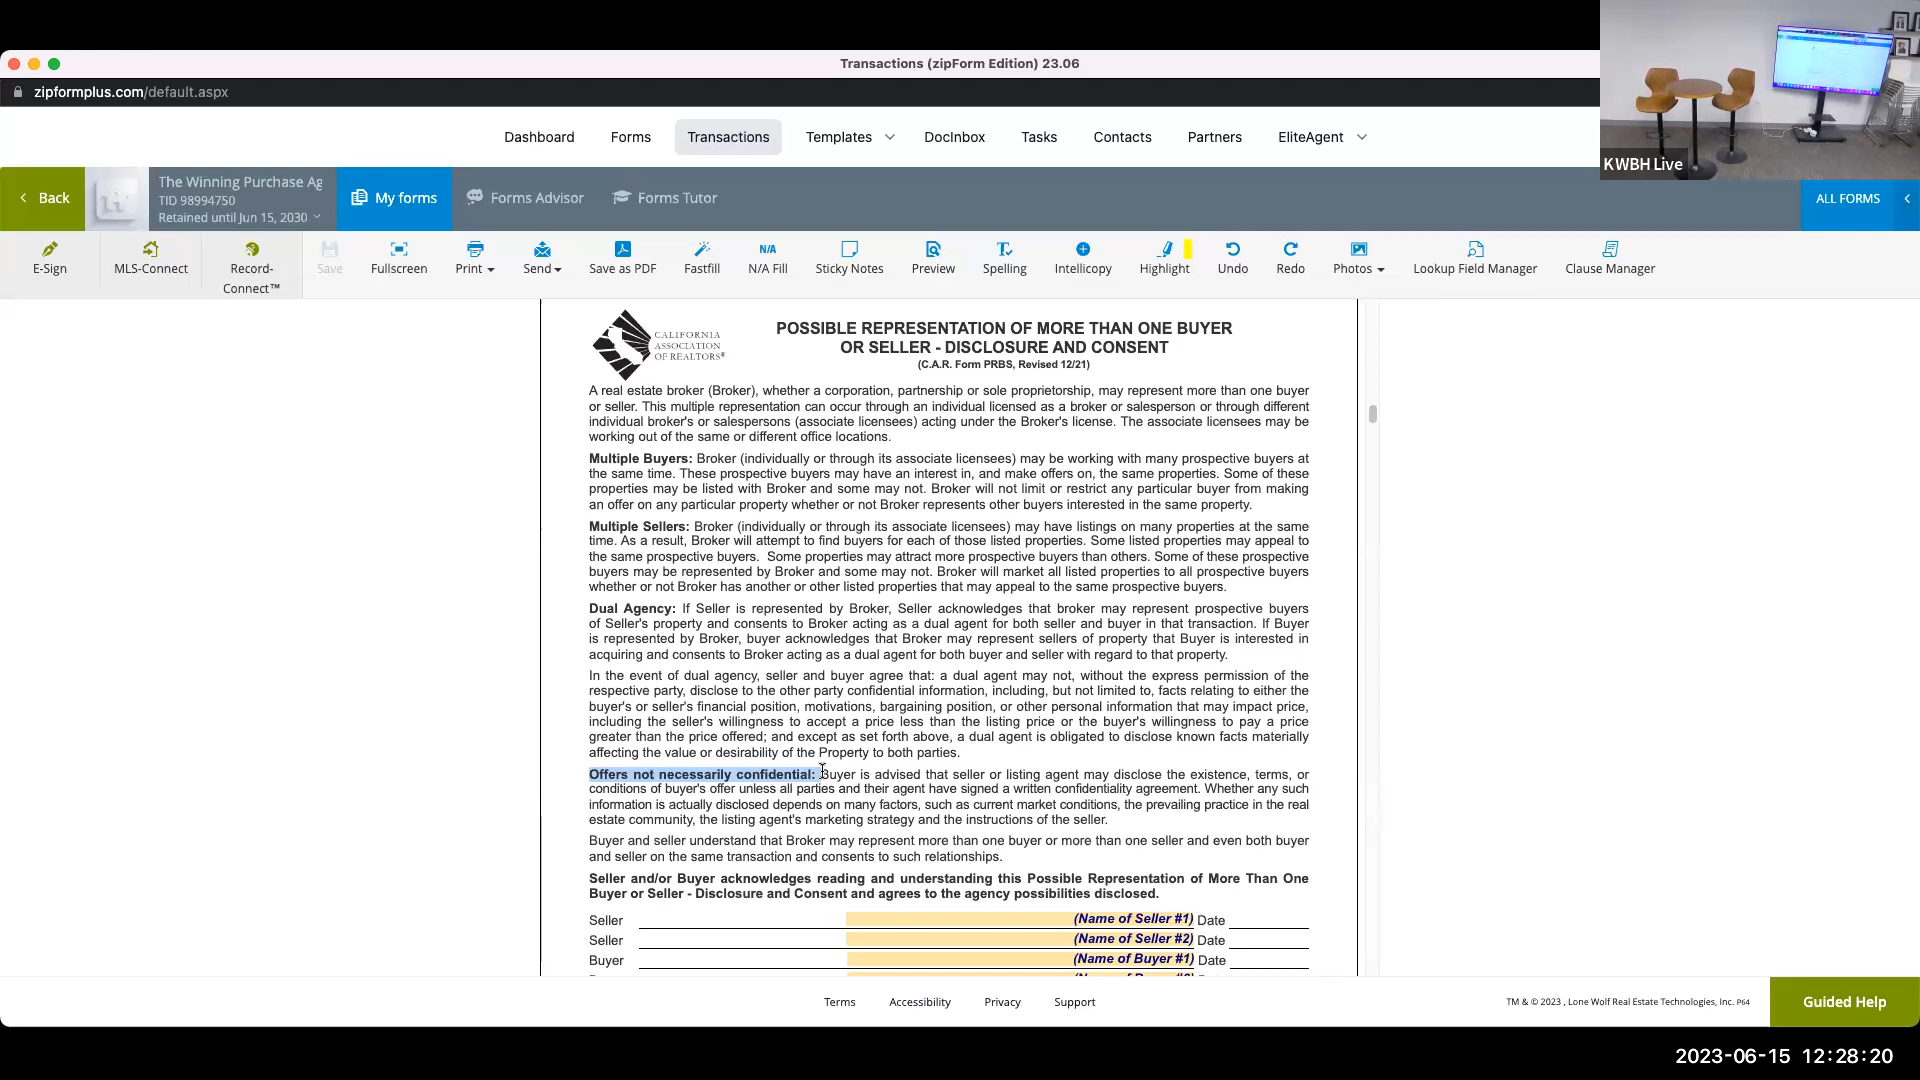 Transactions (zipForm Edition) 23.06
zipformplus.com/default.aspx
Dashboard Forms Transactions Templates DocInbox Tasks Contacts Partners EliteAgent
KWBH Live
Back
The Winning Purchase Ag
TID 98994750
Retained until Jun 15, 2030
My forms Forms Advisor Forms Tutor
ALL FORMS
E-Sign
MLS-Connect
Record-
Connect™
Save
Fullscreen
Print
Send
Save as PDF
Fastfill
N/A
N/A Fill
Sticky Notes
Preview
Spelling
Intellicopy
Highlight
Undo
Redo
Photos
Lookup Field Manager
Clause Manager
CALIFORNIA
ASSOCIATION
OF REALTORS®
POSSIBLE REPRESENTATION OF MORE THAN ONE BUYER
OR SELLER - DISCLOSURE AND CONSENT
(C.A.R. Form PRBS, Revised 12/21)
A real estate broker (Broker), whether a corporation, partnership or sole proprietorship, may represent more than one buyer
or seller. This multiple representation can occur through an individual licensed as a broker or salesperson or through different
individual broker's or salespersons (associate licensees) acting under the Broker's license. The associate licensees may be
working out of the same or different office locations.
Multiple Buyers: Broker (individually or through its associate licensees) may be working with many prospective buyers at
the same time. These prospective buyers may have an interest in, and make offers on, the same properties. Some of these
properties may be listed with Broker and some may not. Broker will not limit or restrict any particular buyer from making
an offer on any particular property whether or not Broker represents other buyers interested in the same property.
Multiple Sellers: Broker (individually or through its associate licensees) may have listings on many properties at the same
time. As a result, Broker will attempt to find buyers for each of those listed properties. Some listed properties may appeal to
the same prospective buyers. Some properties may attract more prospective buyers than others. Some of these prospective
buyers may be represented by Broker and some may not. Broker will market all listed properties to all prospective buyers
whether or not Broker has another or other listed properties that may appeal to the same prospective buyers.
Dual Agency: If Seller is represented by Broker, Seller acknowledges that broker may represent prospective buyers
of Seller's property and consents to Broker acting as a dual agent for both seller and buyer in that transaction. If Buyer
is represented by Broker, buyer acknowledges that Broker may represent sellers of property that Buyer is interested in
acquiring and consents to Broker acting as a dual agent for both buyer and seller with regard to that property.
In the event of dual agency, seller and buyer agree that: a dual agent may not, without the express permission of the
respective party, disclose to the other party confidential information, including, but not limited to, facts relating to either the
buyer's or seller's financial position, motivations, bargaining position, or other personal information that may impact price,
including the seller's willingness to accept a price less than the listing price or the buyer's willingness to pay a price
greater than the price offered; and except as set forth above, a dual agent is obligated to disclose known facts materially
affecting the value or desirability of the Property to both parties.
Offers not necessarily confidential: Buyer is advised that seller or listing agent may disclose the existence, terms, or
conditions of buyer's offer unless all parties and their agent have signed a written confidentiality agreement. Whether any such
information is actually disclosed depends on many factors, such as current market conditions, the prevailing practice in the real
estate community, the listing agent's marketing strategy and the instructions of the seller.
Buyer and seller understand that Broker may represent more than one buyer or more than one seller and even both buyer
and seller on the same transaction and consents to such relationships.
Seller and/or Buyer acknowledges reading and understanding this Possible Representation of More Than One
Buyer or Seller - Disclosure and Consent and agrees to the agency possibilities disclosed.
Seller (Name of Seller #1) Date
Seller (Name of Seller #2) Date
Buyer (Name of Buyer #1) Date
Terms Accessibility Privacy Support
TM & © 2023 , Lone Wolf Real Estate Technologies, Inc. P64
Guided Help
2023-06-15 12:28:20